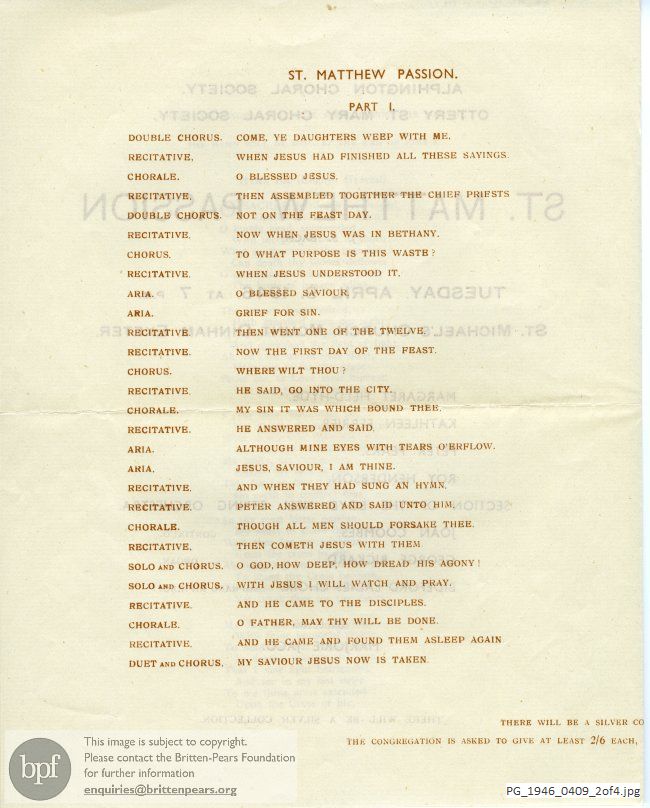 ST. MATTHEW PASSION.
PART I.
DOUBLE CHORUS. COME, YE DAUGHTERS WEEP WITH ME.
RECITATIVE. WHEN JESUS HAD FINISHED ALL THESE SAYINGS.
CHORALE. O BLESSED JESUS.
RECITATIVE. THEN ASSEMBLED TOGETHER THE CHIEF PRIESTS
DOUBLE CHORUS. NOT ON THE FEAST DAY.
RECITATIVE. NOW WHEN JESUS WAS IN BETHANY.
CHORUS. TO WHAT PURPOSE IS THIS WASTE?
RECITATIVE. WHEN JESUS UNDERSTOOD IT.
ARIA. O BLESSED SAVIOUR.
ARIA. GRIEF FOR SIN.
RECITATIVE. THEN WENT ONE OF THE TWELVE.
RECITATIVE. NOW THE FIRST DAY OF THE FEAST.
CHORUS. WHERE WILT THOU?
RECITATIVE. HE SAID, GO INTO THE CITY.
CHORALE. MY SIN IT WAS WHICH BOUND THEE.
RECITATIVE. HE ANSWERED AND SAID.
ARIA. ALTHOUGH MINE EYES WITH TEARS O'ERFLOW.
ARIA. JESUS, SAVIOUR, I AM THINE.
RECITATIVE. AND WHEN THEY HAD SUNG AN HYMN.
RECITATIVE. PETER ANSWERED AND SAID UNTO HIM.
CHORALE. THOUGH ALL MEN SHOULD FORSAKE THEE.
RECITATIVE. THEN COMETH JESUS WITH THEM
SOLO AND CHORUS. O GOD, HOW DEEP, HOW DREAD HIS AGONY!
SOLO AND CHORUS. WITH JESUS I WILL WATCH AND PRAY.
RECITATIVE. AND HE CAME TO THE DISCIPLES.
CHORALE. O FATHER, MAY THY WILL BE DONE.
RECITATIVE. AND HE CAME AND FOUND THEM ASLEEP AGAIN
DUET AND CHORUS. MY SAVIOUR JESUS NOW IS TAKEN.
THERE WILL BE A SILVER CO
THE CONGREGATION IS ASKED TO GIVE AT LEAST 2/6 EACH,
bpf
This image is subject to copyright.
Please contact the Britten-Pears Foundation
for further information
enquiries@brittenpears.org
PG_1946_0409_2of4.jpg